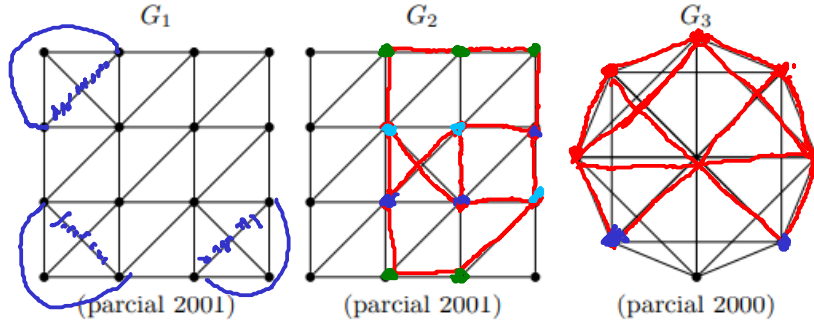 G₁ G₂ G₃
(parcial 2001) (parcial 2001) (parcial 2000)